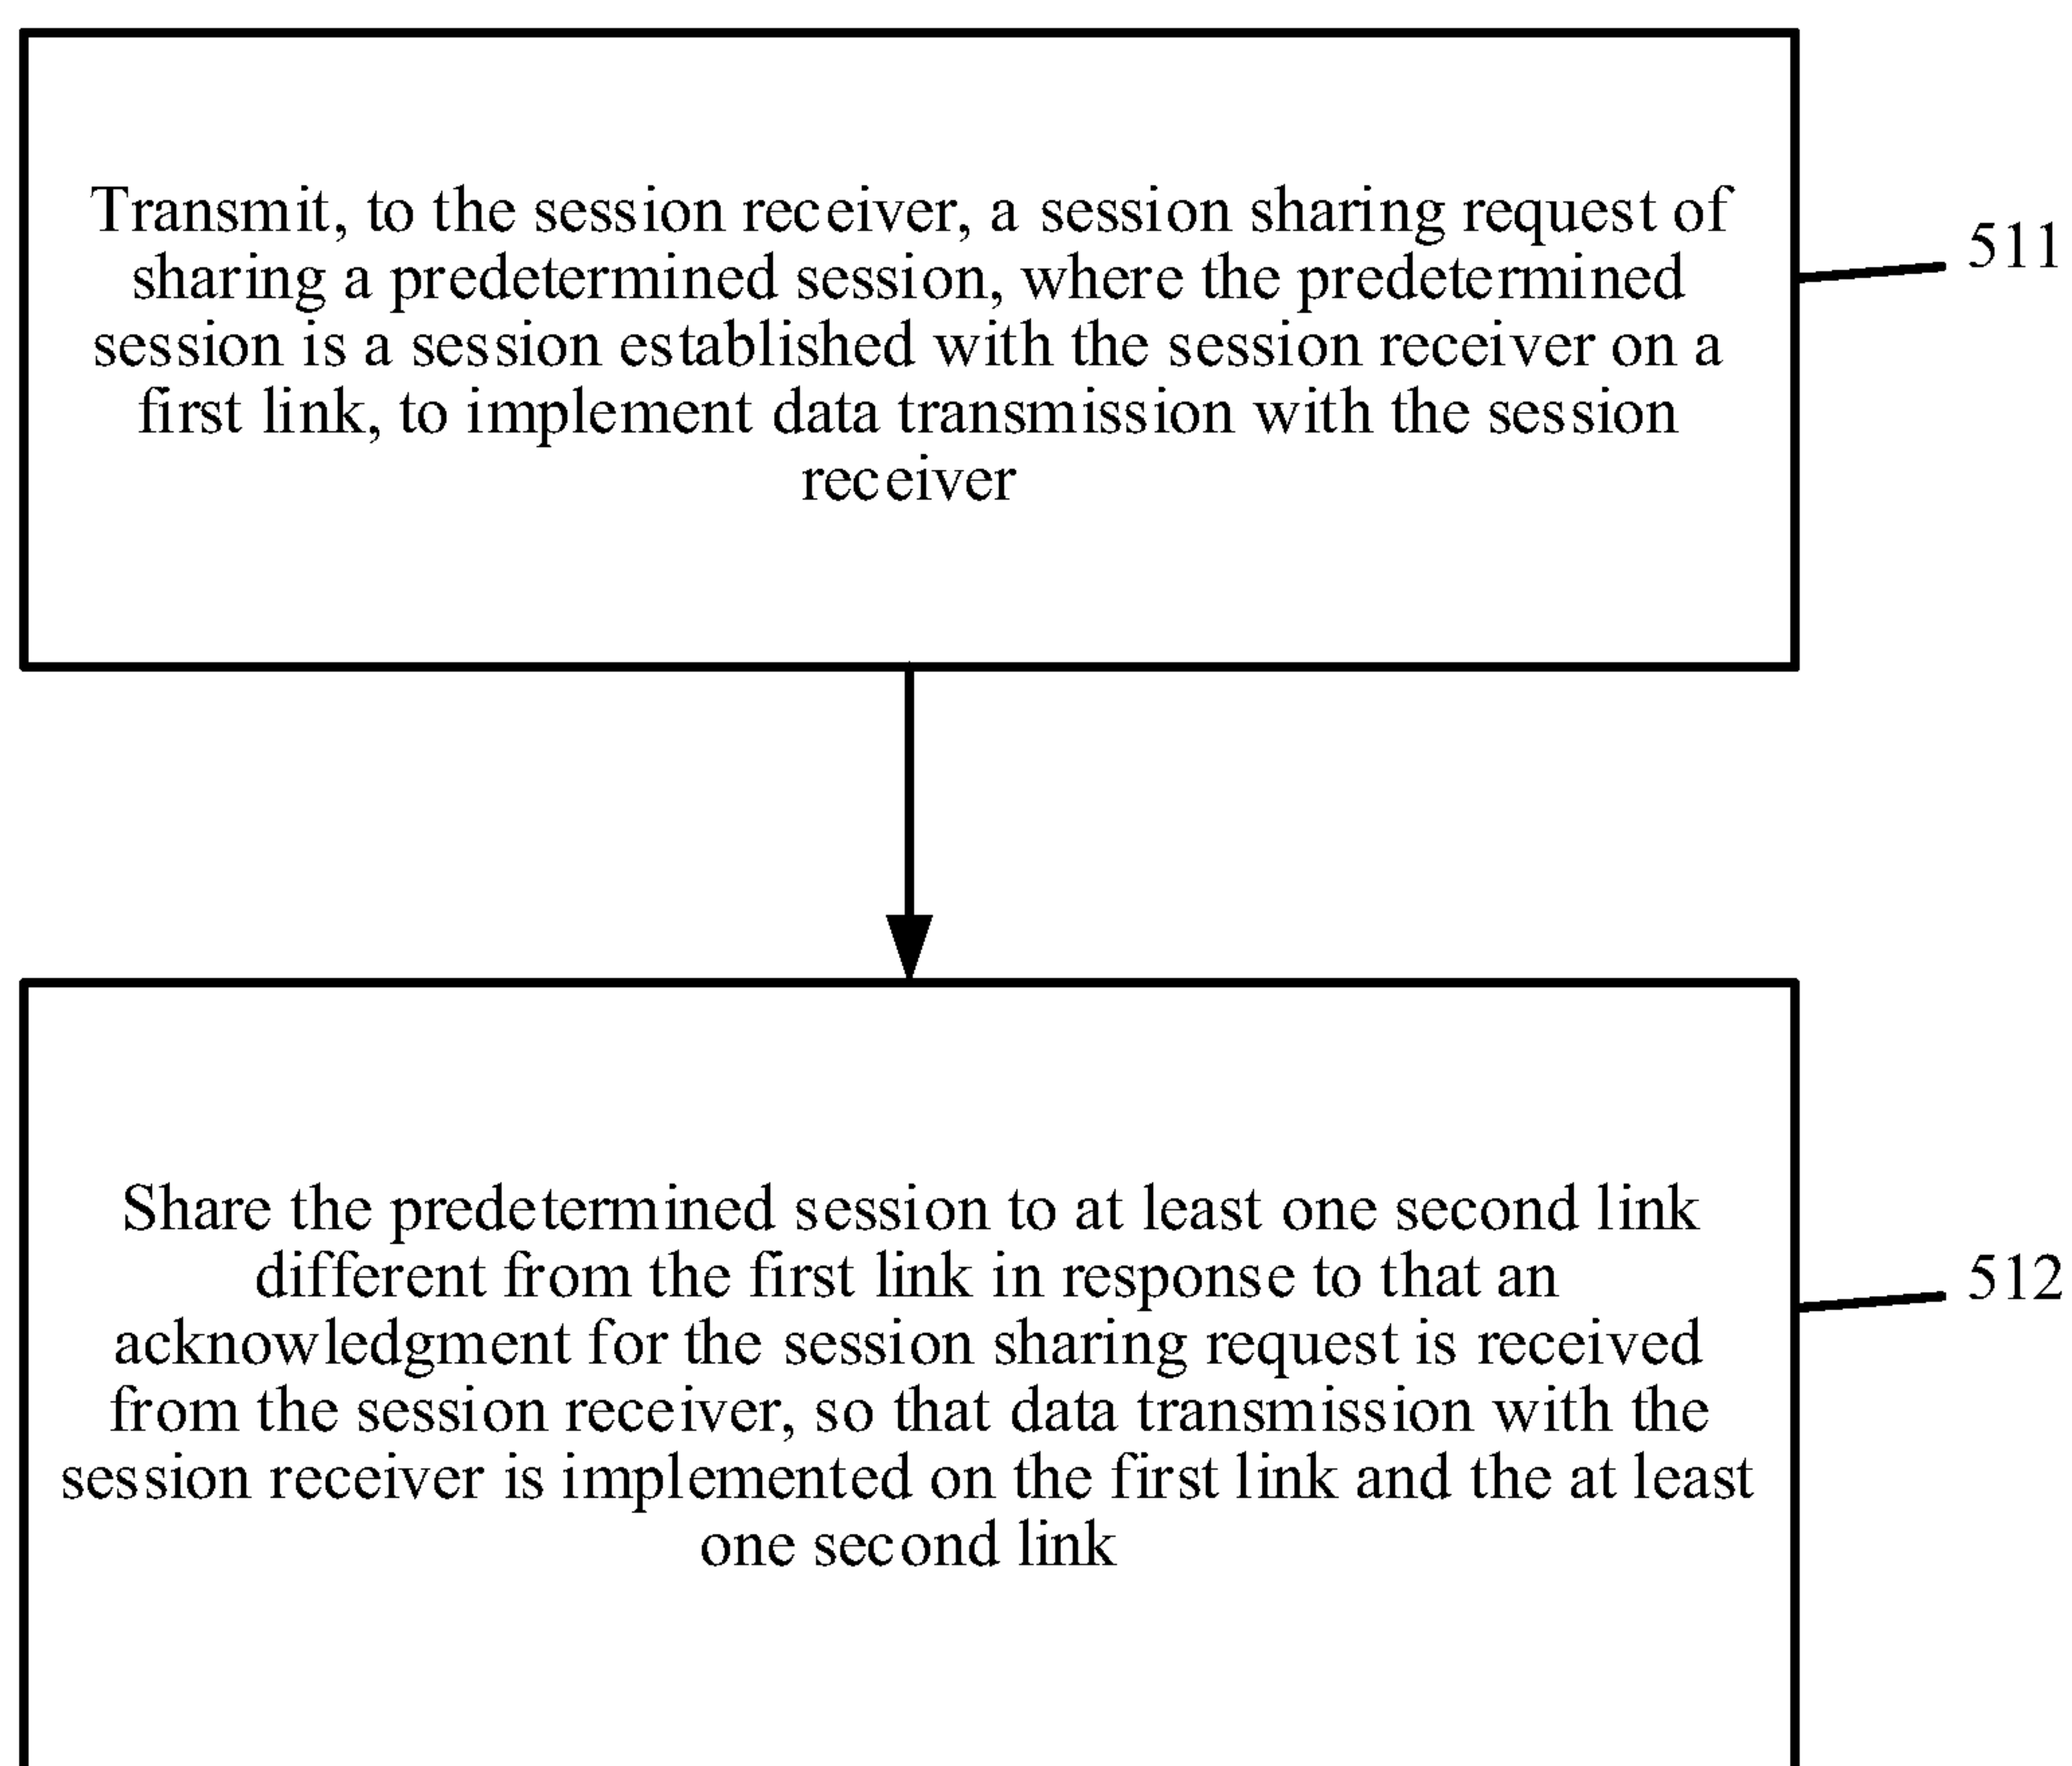 Transmit, to the session receiver, a session sharing request of
sharing a predetermined session, where the predetermined
session is a session established with the session receiver on a
first link, to implement data transmission with the session
receiver
511
Share the predetermined session to at least one second link
different from the first link in response to that an
acknowledgment for the session sharing request is received
from the session receiver, so that data transmission with the
session receiver is implemented on the first link and the at least
one second link
512